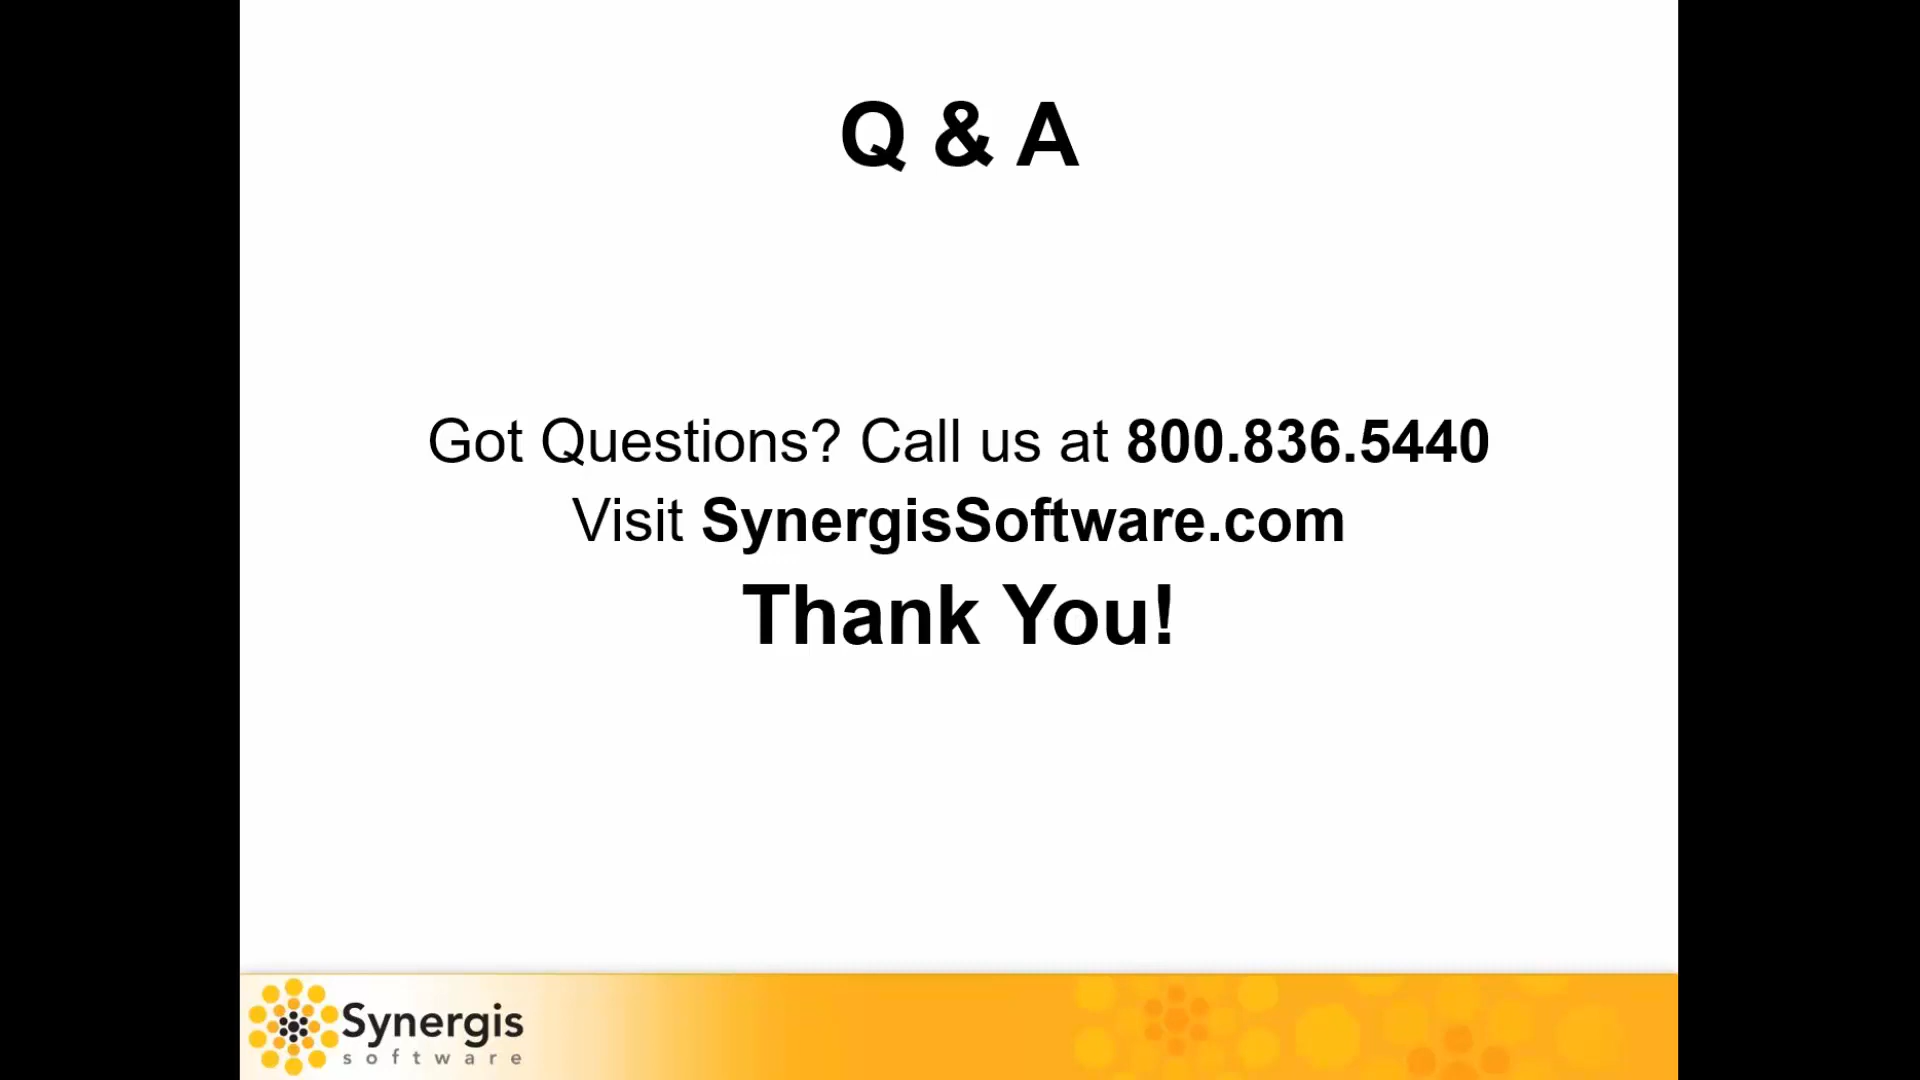 Q & A
Got Questions? Call us at 800.836.5440
Visit SynergisSoftware.com
Thank You!
Synergis
software